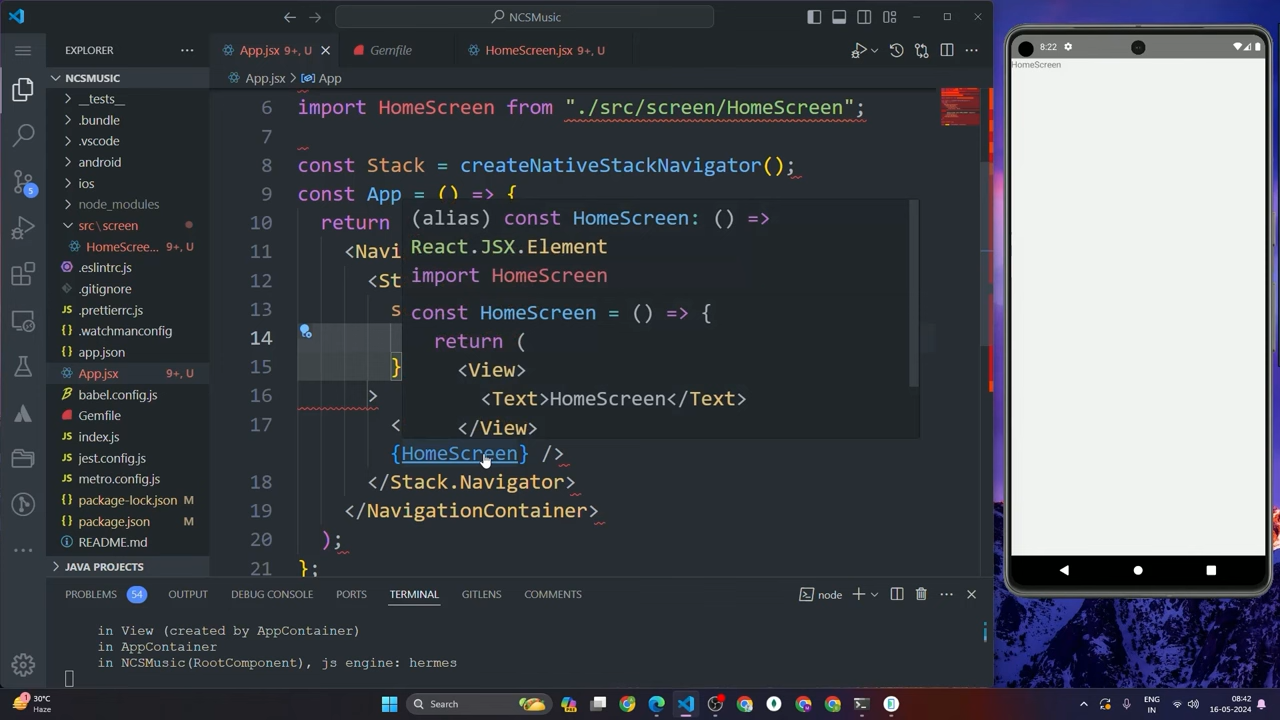 NCSMusic
EXPLORER
App.jsx 9+, U
Gemfile
HomeScreen.jsx 9+, U
NCSMUSIC
App.jsx > App
__tests__
.bundle
.vscode
android
ios
node_modules
src\screen
HomeScree... 9+, U
.eslintrc.js
.gitignore
.prettierrc.js
.watchmanconfig
app.json
App.jsx 9+, U
babel.config.js
Gemfile
index.js
jest.config.js
metro.config.js
package-lock.json M
package.json M
README.md
JAVA PROJECTS
5
6 import HomeScreen from "./src/screen/HomeScreen";
7
8 const Stack = createNativeStackNavigator();
9 const App = () => {
10 return
11 <Navi
12 <St
13 s
14
15 }
16 >
17 <
{HomeScreen} />
18 </Stack.Navigator>
19 </NavigationContainer>
20 );
21 };
(alias) const HomeScreen: () =>
React.JSX.Element
import HomeScreen
const HomeScreen = () => {
return (
<View>
<Text>HomeScreen</Text>
</View>
PROBLEMS 54 OUTPUT DEBUG CONSOLE PORTS TERMINAL GITLENS COMMENTS
node
in View (created by AppContainer)
in AppContainer
in NCSMusic(RootComponent), js engine: hermes
8:22
HomeScreen
1
30°C
Haze
Search
ENG
IN
08:42
16-05-2024